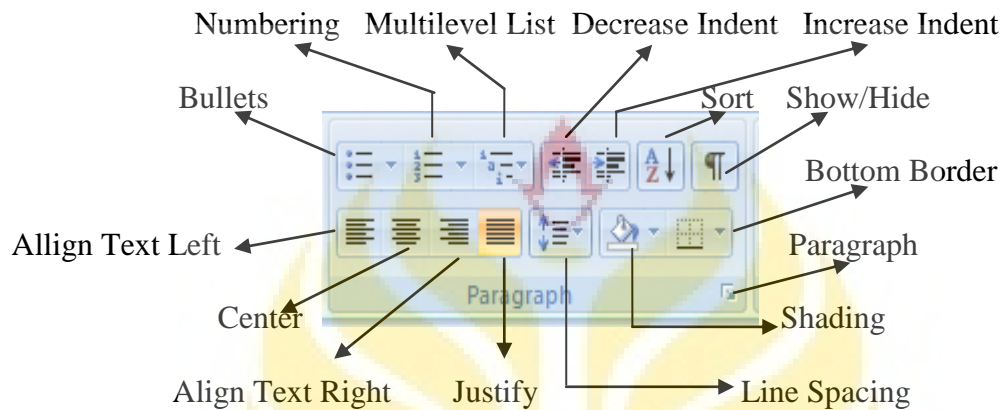 Numbering Multilevel List Decrease Indent Increase Indent
Bullets Sort Show/Hide
Bottom Border
Allign Text Left Paragraph
Paragraph
Center Shading
Align Text Right Justify Line Spacing